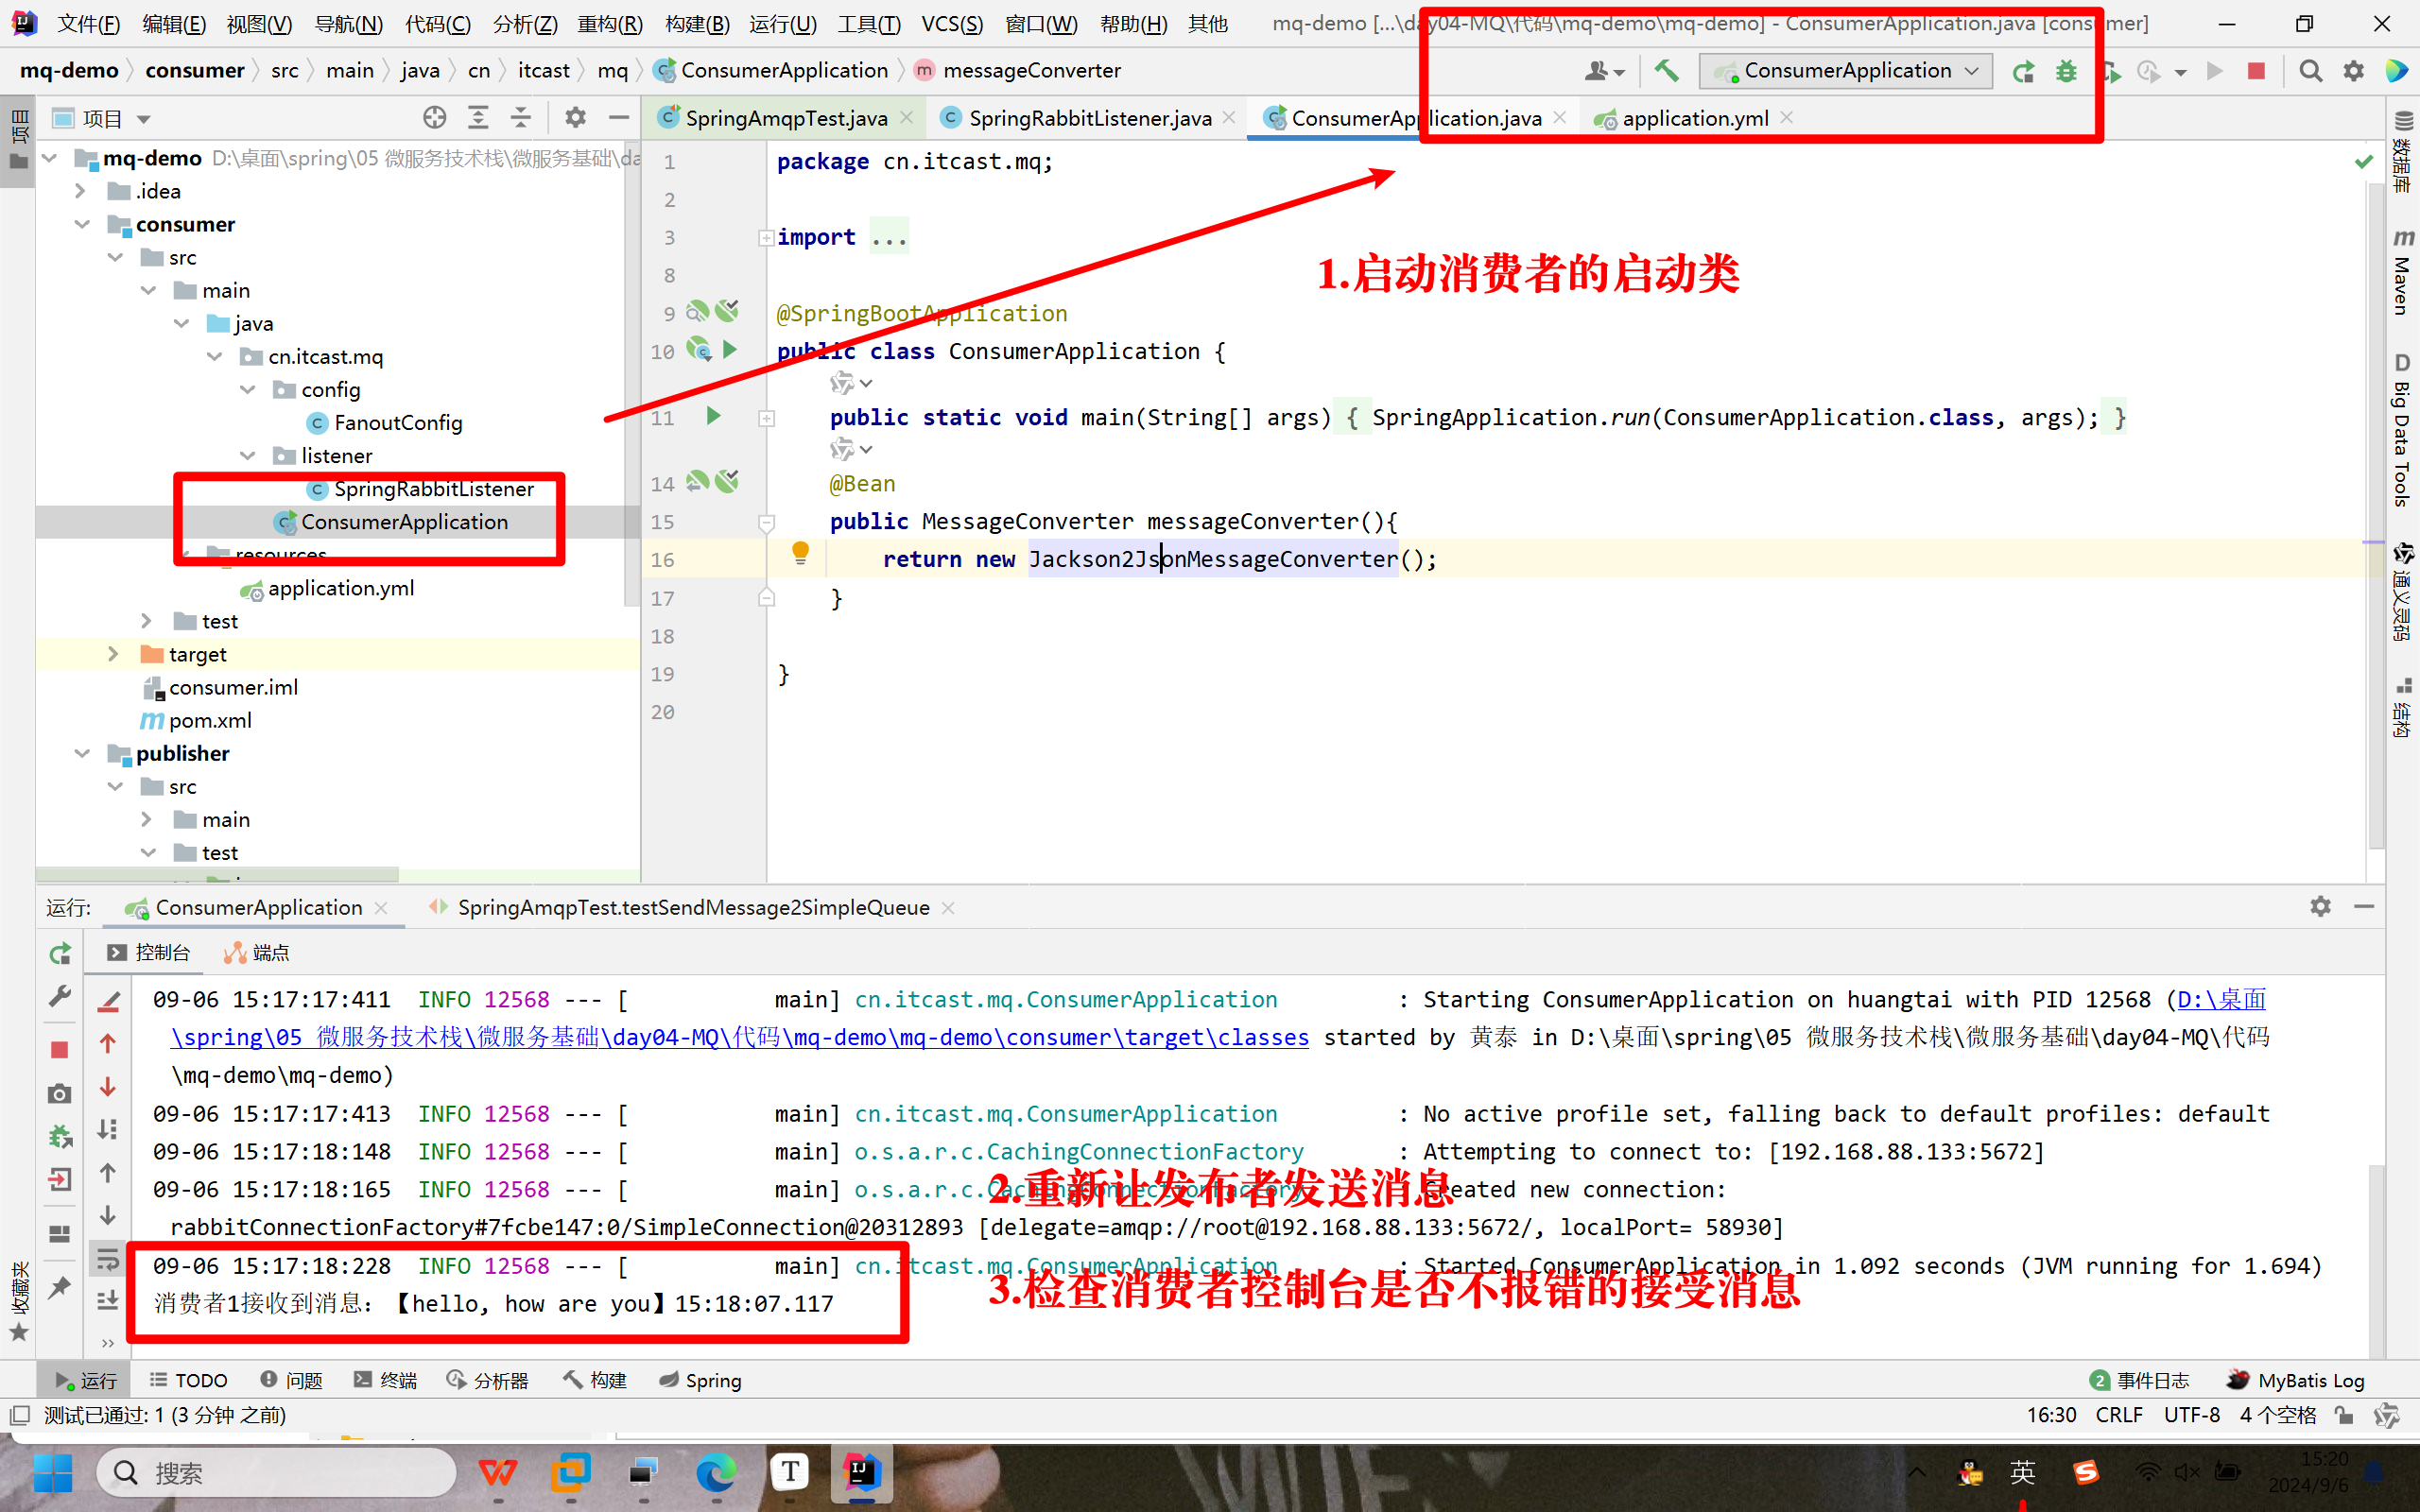 文件(F) 编辑(E) 视图(V) 导航(N) 代码(C) 分析(Z) 重构(R) 构建(B) 运行(U) 工具(T) VCS(S) 窗口(W) 帮助(H) 其他 mq-demo [...\day04-MQ\代码\mq-demo\mq-demo] - ConsumerApplication.java [consumer]
mq-demo consumer src main java cn itcast mq ConsumerApplication messageConverter ConsumerApplication
项目
SpringAmqpTest.java SpringRabbitListener.java ConsumerApplication.java application.yml
项目
mq-demo D:\桌面\spring\05 微服务技术栈\微服务基础\da
.idea
consumer
src
main
java
cn.itcast.mq
config
FanoutConfig
listener
SpringRabbitListener
ConsumerApplication
resources
application.yml
test
target
consumer.iml
pom.xml
publisher
src
main
test
1 package cn.itcast.mq;
2
3 import ...
8
1.启动消费者的启动类
9 @SpringBootApplication
10 public class ConsumerApplication {
11 public static void main(String[] args) { SpringApplication.run(ConsumerApplication.class, args); }
14 @Bean
15 public MessageConverter messageConverter(){
16 return new Jackson2JsonMessageConverter();
17 }
18
19 }
20
数据库
Maven
Big Data Tools
通义灵码
结构
运行: ConsumerApplication SpringAmqpTest.testSendMessage2SimpleQueue
控制台 端点
09-06 15:17:17:411 INFO 12568 --- [ main] cn.itcast.mq.ConsumerApplication : Starting ConsumerApplication on huangtai with PID 12568 (D:\桌面
\spring\05 微服务技术栈\微服务基础\day04-MQ\代码\mq-demo\mq-demo\consumer\target\classes started by 黄泰 in D:\桌面\spring\05 微服务技术栈\微服务基础\day04-MQ\代码
\mq-demo\mq-demo)
09-06 15:17:17:413 INFO 12568 --- [ main] cn.itcast.mq.ConsumerApplication : No active profile set, falling back to default profiles: default
09-06 15:17:18:148 INFO 12568 --- [ main] o.s.a.r.c.CachingConnectionFactory : Attempting to connect to: [192.168.88.133:5672]
09-06 15:17:18:165 INFO 12568 --- [ main] o.s.a.r.c.CachingConnectionFactory : Created new connection:
2.重新让发布者发送消息
rabbitConnectionFactory#7fcbe147:0/SimpleConnection@20312893 [delegate=amqp://root@192.168.88.133:5672/, localPort= 58930]
09-06 15:17:18:228 INFO 12568 --- [ main] cn.itcast.mq.ConsumerApplication : Started ConsumerApplication in 1.092 seconds (JVM running for 1.694)
3.检查消费者控制台是否不报错的接受消息
消费者1接收到消息：【hello, how are you】15:18:07.117
收藏夹
运行 TODO 问题 终端 分析器 构建 Spring 2 事件日志 MyBatis Log
测试已通过: 1 (3 分钟 之前) 16:30 CRLF UTF-8 4 个空格
搜索 英
15:20
2024/9/6